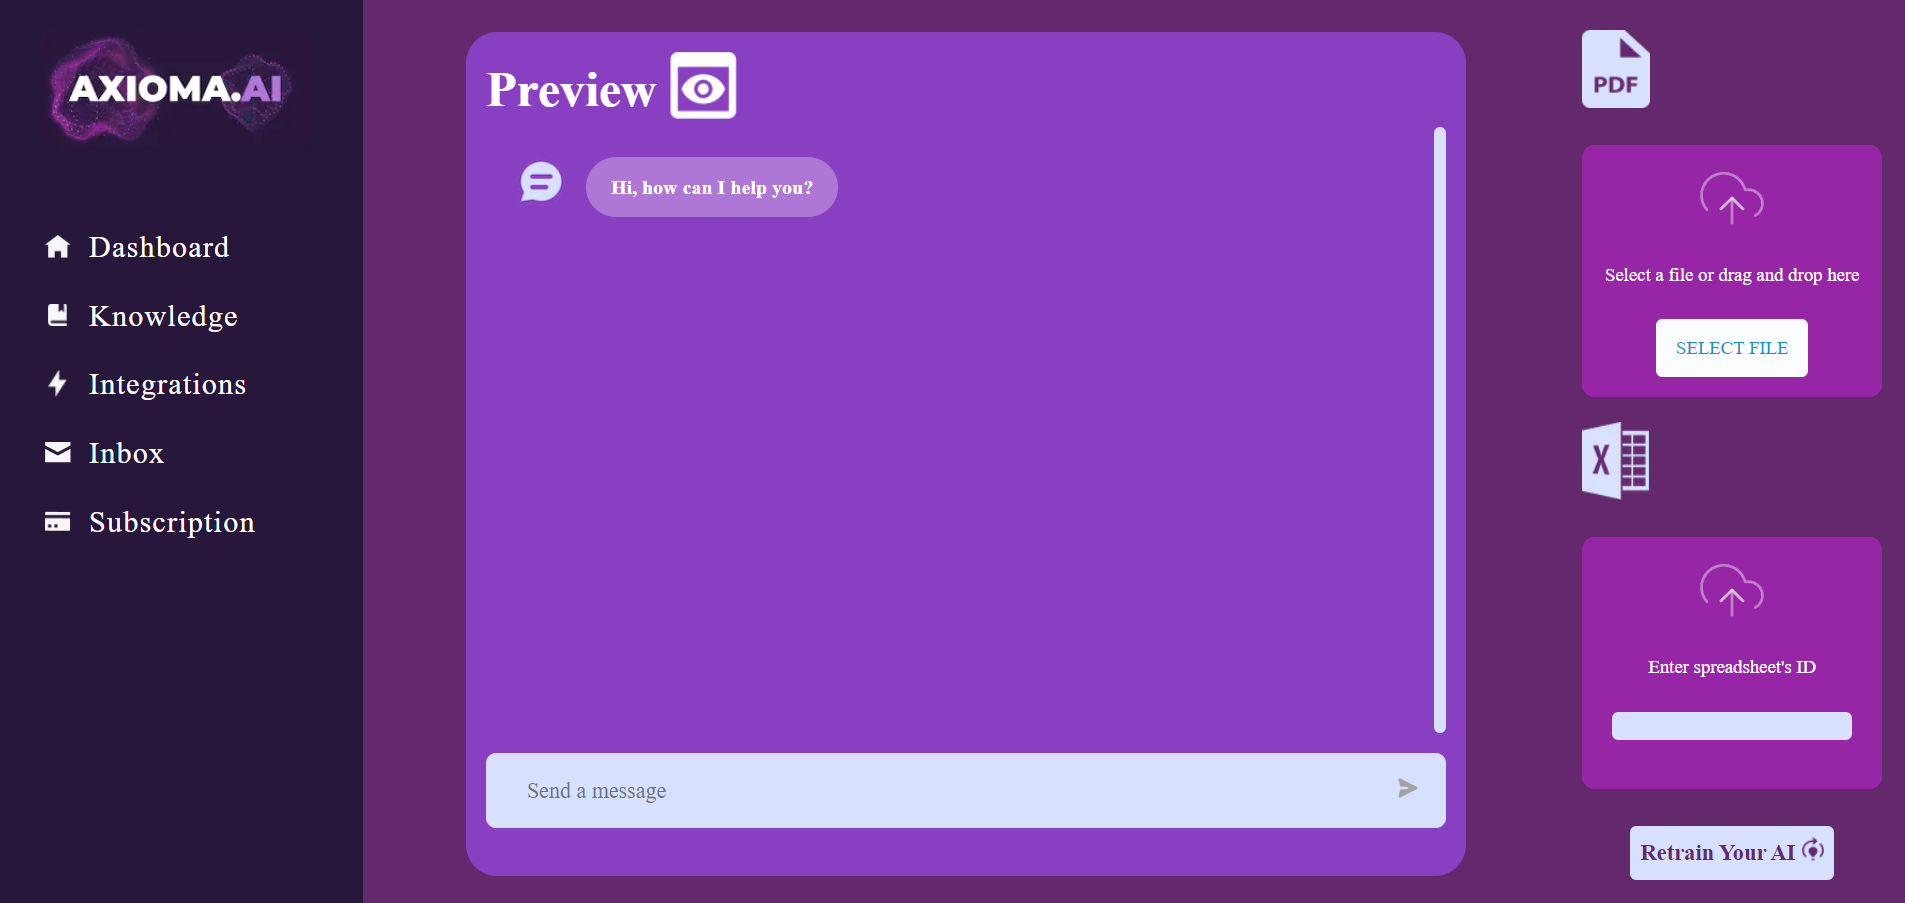 AXIOMA.AI
Dashboard
Knowledge
Integrations
Inbox
Subscription
Preview
Hi, how can I help you?
Send a message
PDF
Select a file or drag and drop here
SELECT FILE
X
Enter spreadsheet's ID
Retrain Your AI